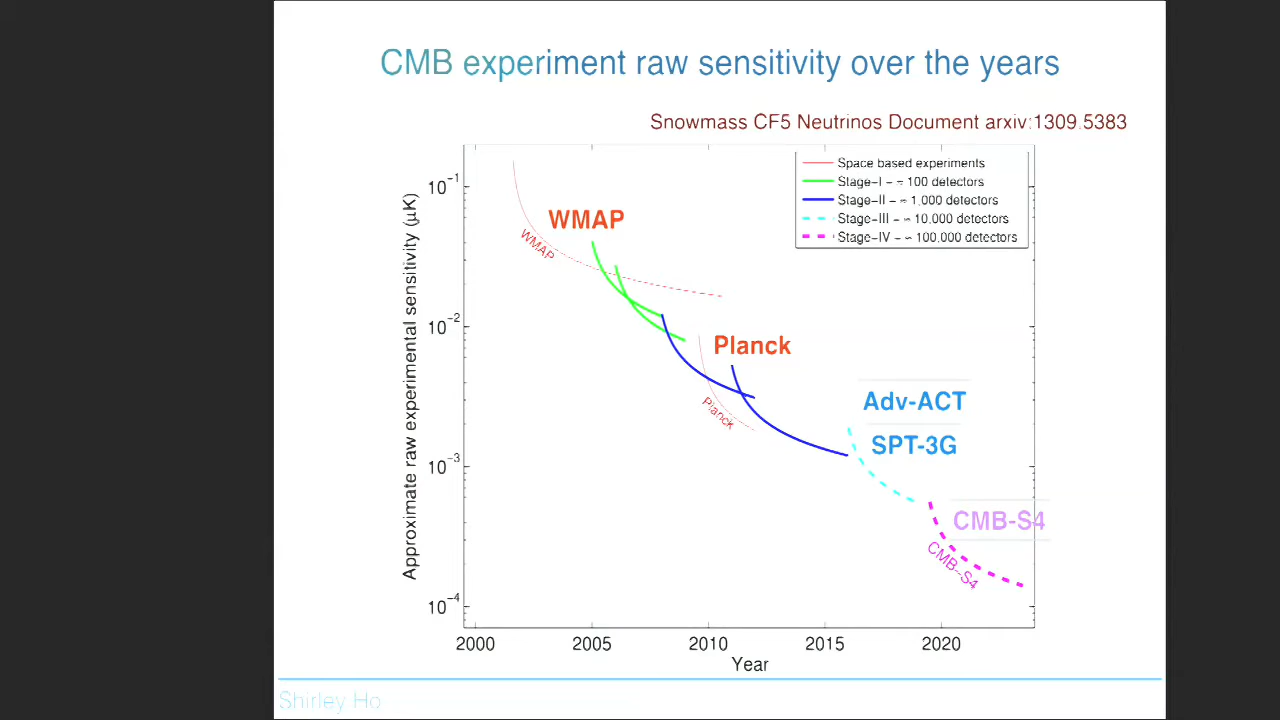 CMB experiment raw sensitivity over the years
Snowmass CF5 Neutrinos Document arxiv:1309.5383
Space based experiments
Stage-I - ≈ 100 detectors
Stage-II - ≈ 1,000 detectors
Stage-III - ≈ 10,000 detectors
Stage-IV - ≈ 100,000 detectors
Approximate raw experimental sensitivity (μK)
10⁻¹
10⁻²
10⁻³
10⁻⁴
WMAP
WMAP
Planck
Planck
Adv-ACT
SPT-3G
CMB-S4
CMB-S4
2000 2005 2010 2015 2020
Year
Shirley Ho